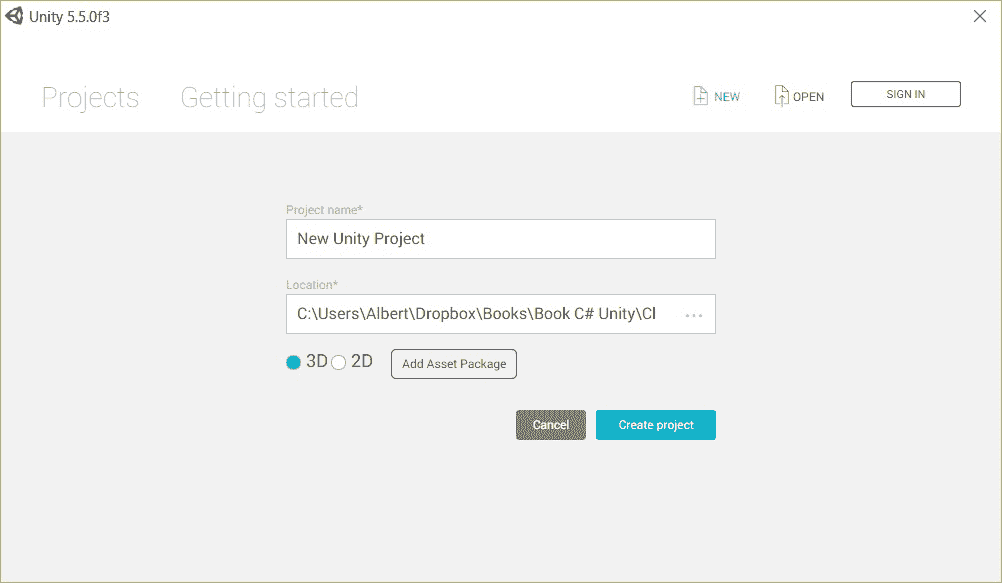 Unity 5.5.0f3
Projects Getting started NEW OPEN SIGN IN
Project name*
New Unity Project
Location*
C:\Users\Albert\Dropbox\Books\Book C# Unity\Cl ...
3D 2D Add Asset Package
Cancel Create project